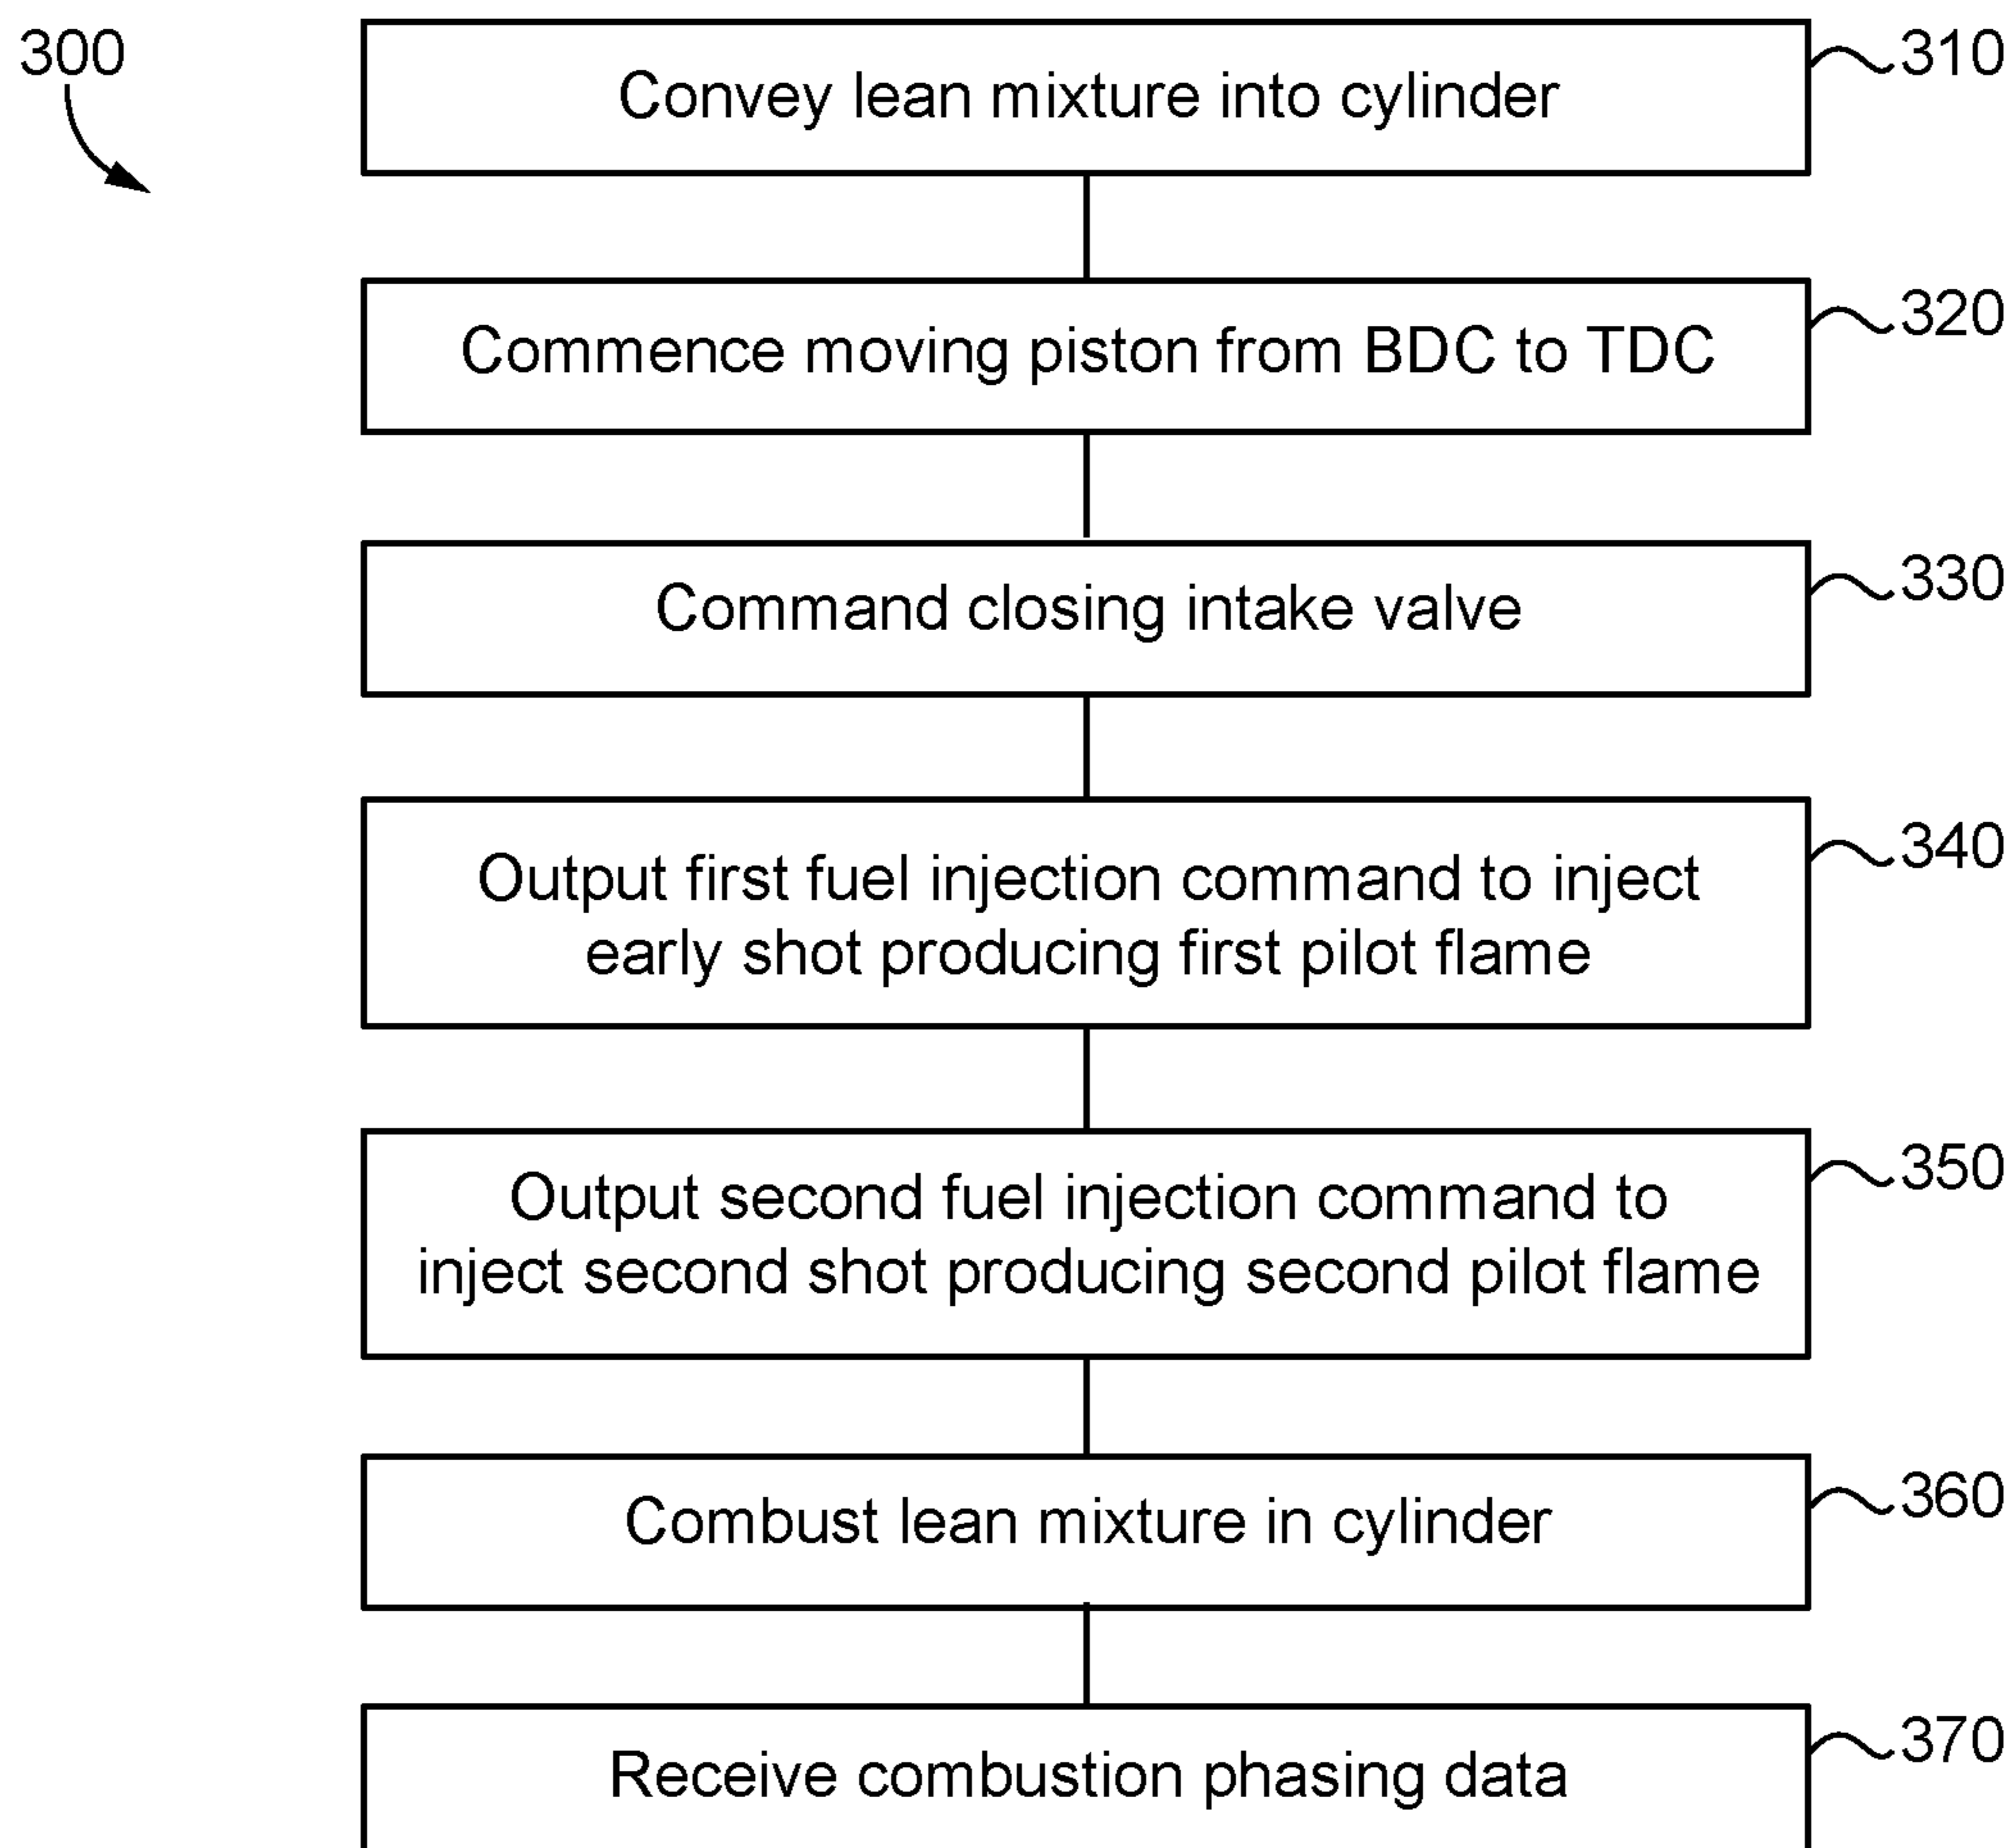 300
310
Convey lean mixture into cylinder
320
Commence moving piston from BDC to TDC
330
Command closing intake valve
340
Output first fuel injection command to inject
early shot producing first pilot flame
350
Output second fuel injection command to
inject second shot producing second pilot flame
360
Combust lean mixture in cylinder
370
Receive combustion phasing data